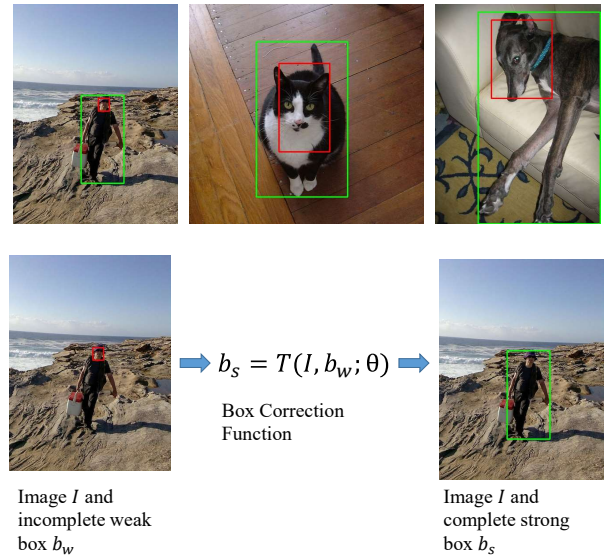 b_s = T(I, b_w; θ)
Box Correction
Function
Image I and
incomplete weak
box b_w
Image I and
complete strong
box b_s